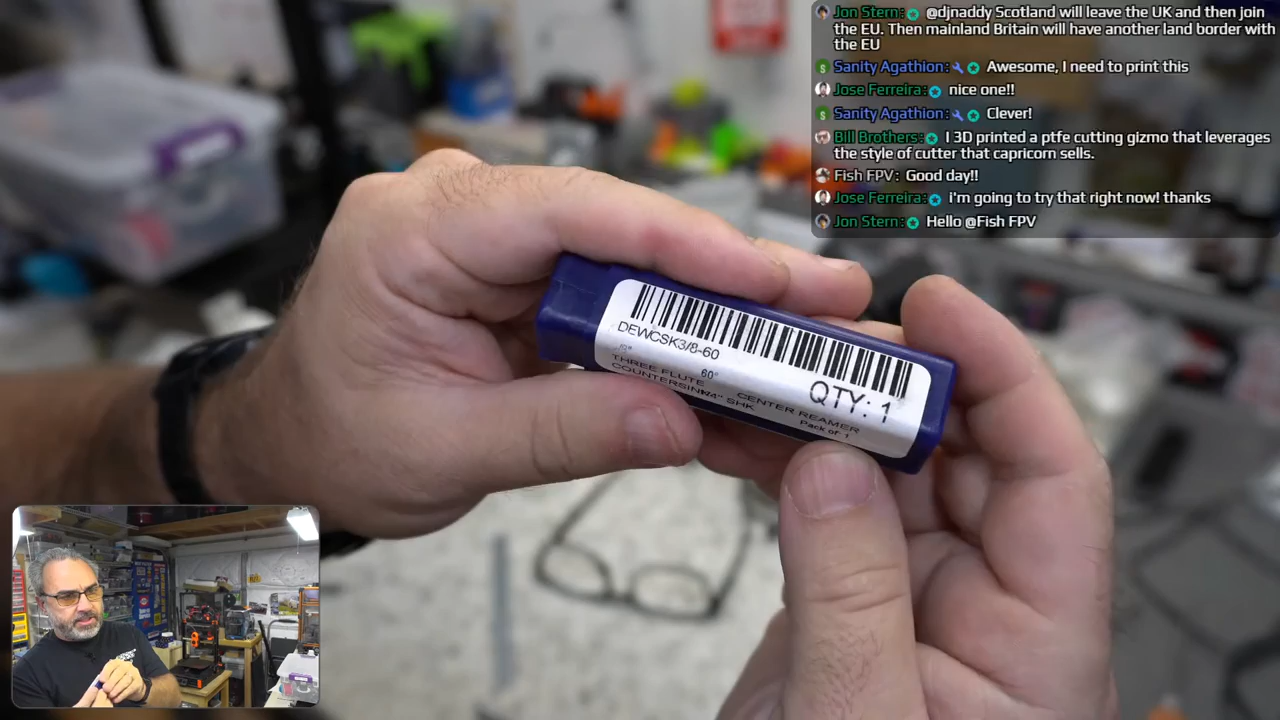 Jon Stern: @djnaddy Scotland will leave the UK and then join
the EU. Then mainland Britain will have another land border with
the EU
Sanity Agathion: Awesome, I need to print this
Jose Ferreira: nice one!!
Sanity Agathion: Clever!
Bill Brothers: I 3D printed a ptfe cutting gizmo that leverages
the style of cutter that capricorn sells.
Fish FPV: Good day!!
Jose Ferreira: i'm going to try that right now! thanks
Jon Stern: Hello @Fish FPV
DEWCSK3/8-60
60°
QTY: 1
THREE FLUTE CENTER REAMER
COUNTERSINK SHK
Pack of 1